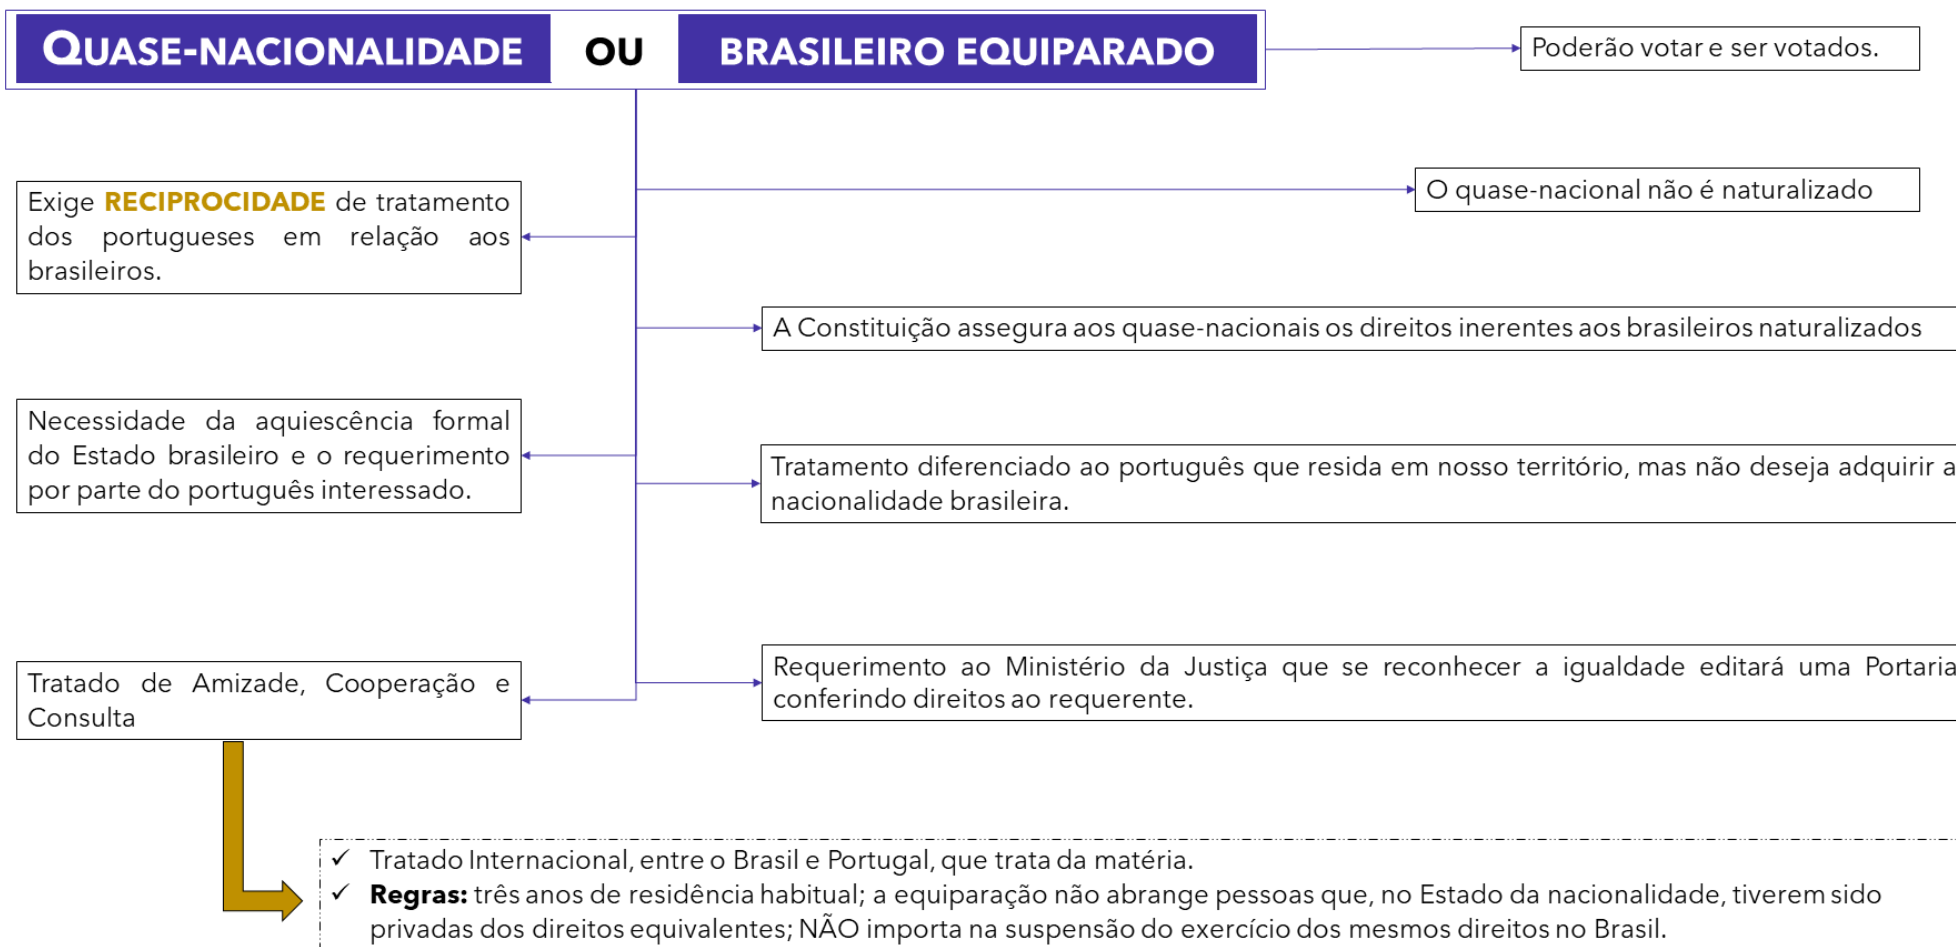 QUASE-NACIONALIDADE OU BRASILEIRO EQUIPARADO
Poderão votar e ser votados.
Exige RECIPROCIDADE de tratamento
dos portugueses em relação aos
brasileiros.
O quase-nacional não é naturalizado
A Constituição assegura aos quase-nacionais os direitos inerentes aos brasileiros naturalizados
Necessidade da aquiescência formal
do Estado brasileiro e o requerimento
por parte do português interessado.
Tratamento diferenciado ao português que resida em nosso território, mas não deseja adquirir a
nacionalidade brasileira.
Tratado de Amizade, Cooperação e
Consulta
Requerimento ao Ministério da Justiça que se reconhecer a igualdade editará uma Portaria
conferindo direitos ao requerente.
✓ Tratado Internacional, entre o Brasil e Portugal, que trata da matéria.
✓ Regras: três anos de residência habitual; a equiparação não abrange pessoas que, no Estado da nacionalidade, tiverem sido
privadas dos direitos equivalentes; NÃO importa na suspensão do exercício dos mesmos direitos no Brasil.